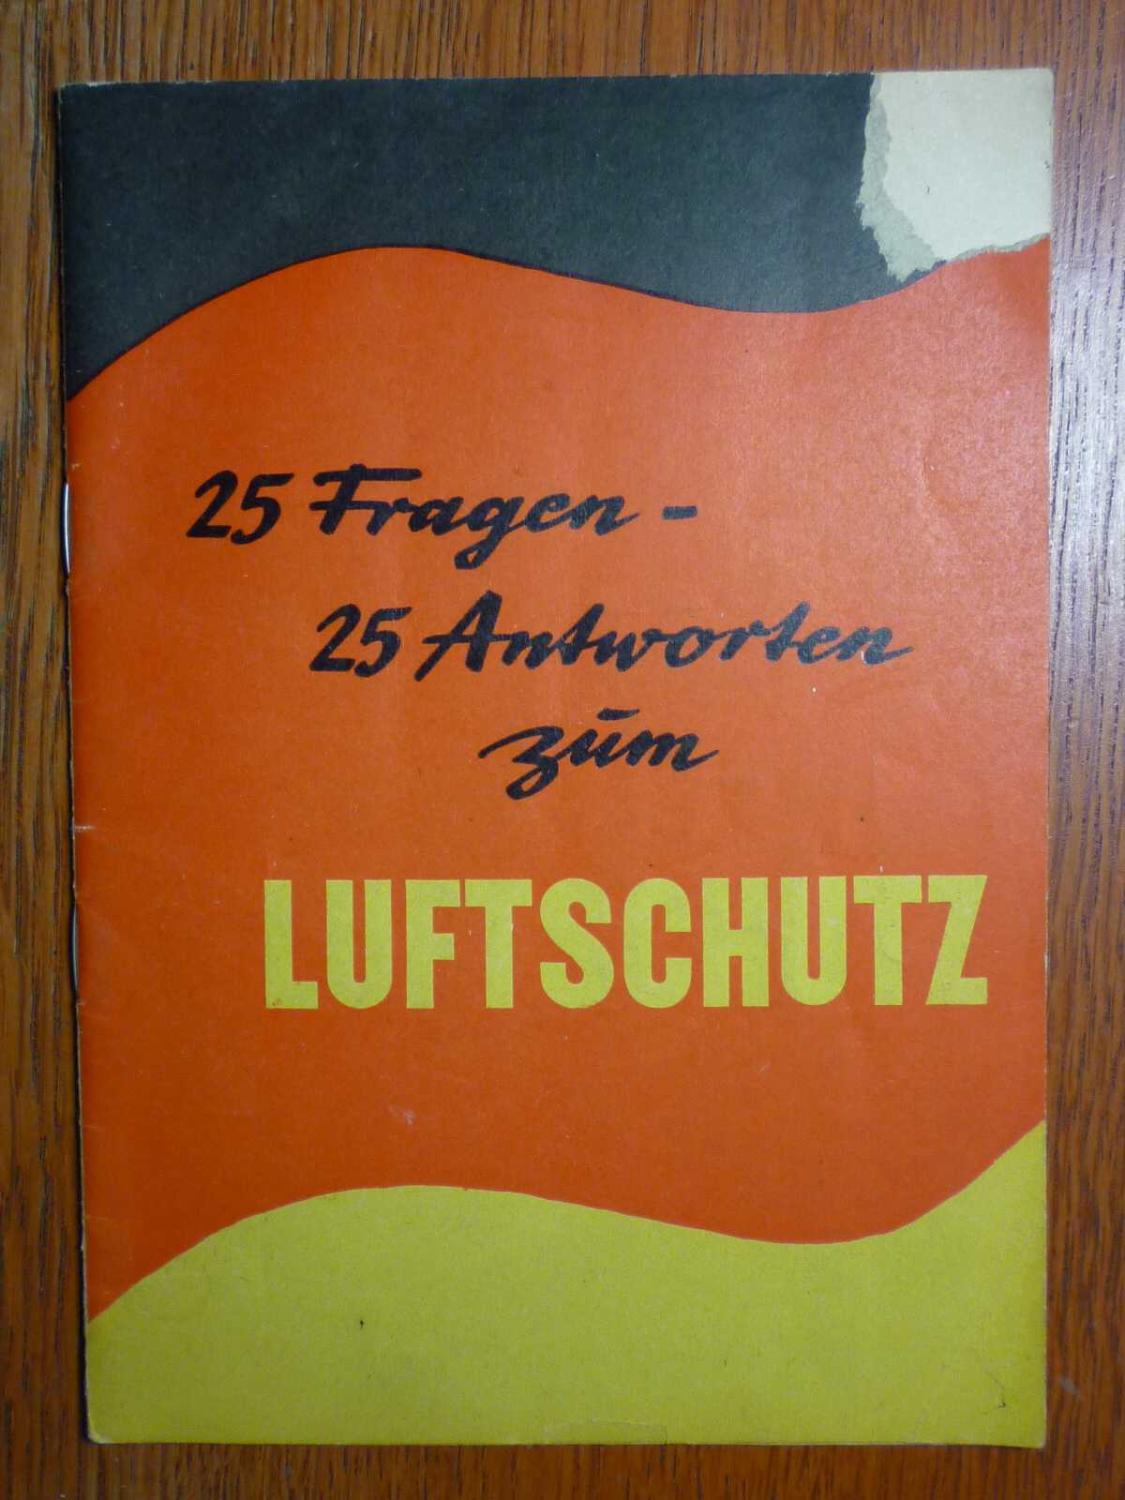 25 Fragen -
25 Antworten
zum
LUFTSCHUTZ